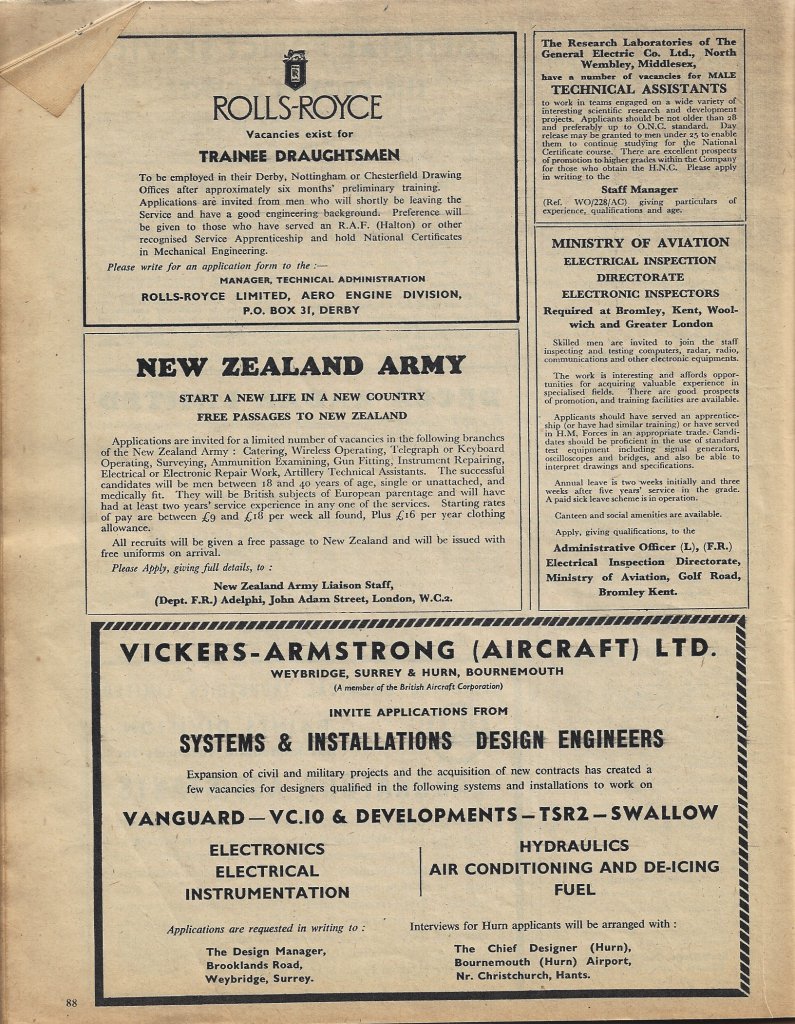 ROLLS-ROYCE
Vacancies exist for
TRAINEE DRAUGHTSMEN
To be employed in their Derby, Nottingham or Chesterfield Drawing
Offices after approximately six months' preliminary training.
Applications are invited from men who will shortly be leaving the
Service and have a good engineering background. Preference will
be given to those who have served an R.A.F. (Halton) or other
recognised Service Apprenticeship and hold National Certificates
in Mechanical Engineering.
Please write for an application form to the :—
MANAGER, TECHNICAL ADMINISTRATION
ROLLS-ROYCE LIMITED, AERO ENGINE DIVISION,
P.O. BOX 31, DERBY
NEW ZEALAND ARMY
START A NEW LIFE IN A NEW COUNTRY
FREE PASSAGES TO NEW ZEALAND
Applications are invited for a limited number of vacancies in the following branches
of the New Zealand Army : Catering, Wireless Operating, Telegraph or Keyboard
Operating, Surveying, Ammunition Examining, Gun Fitting, Instrument Repairing,
Electrical or Electronic Repair Work, Artillery Technical Assistants. The successful
candidates will be men between 18 and 40 years of age, single or unattached, and
medically fit. They will be British subjects of European parentage and will have
had at least two years' service experience in any one of the services. Starting rates
of pay are between £9 and £18 per week all found, Plus £16 per year clothing
allowance.
All recruits will be given a free passage to New Zealand and will be issued with
free uniforms on arrival.
Please Apply, giving full details, to :
New Zealand Army Liaison Staff,
(Dept. F.R.) Adelphi, John Adam Street, London, W.C.2.
The Research Laboratories of The
General Electric Co. Ltd., North
Wembley, Middlesex,
have a number of vacancies for MALE
TECHNICAL ASSISTANTS
to work in teams engaged on a wide variety of
interesting scientific research and development
projects. Applicants should be not older than 28
and preferably up to O.N.C. standard. Day
release may be granted to men under 25 to enable
them to continue studying for the National
Certificate course. There are excellent prospects
of promotion to higher grades within the Company
for those who obtain the H.N.C. Please apply
in writing to the
Staff Manager
(Ref. WO/228/AC) giving particulars of
experience, qualifications and age.
MINISTRY OF AVIATION
ELECTRICAL INSPECTION
DIRECTORATE
ELECTRONIC INSPECTORS
Required at Bromley, Kent, Wool-
wich and Greater London
Skilled men are invited to join the staff
inspecting and testing computers, radar, radio,
communications and other electronic equipments.
The work is interesting and affords oppor-
tunities for acquiring valuable experience in
specialised fields. There are good prospects
of promotion, and training facilities are available.
Applicants should have served an apprentice-
ship (or have had similar training) or have served
in H.M. Forces in an appropriate trade. Candi-
dates should be proficient in the use of standard
test equipment including signal generators,
oscilloscopes and bridges, and also be able to
interpret drawings and specifications.
Annual leave is two weeks initially and three
weeks after five years' service in the grade.
A paid sick leave scheme is in operation.
Canteen and social amenities are available.
Apply, giving qualifications, to the
Administrative Officer (L), (F.R.)
Electrical Inspection Directorate,
Ministry of Aviation, Golf Road,
Bromley Kent.
VICKERS-ARMSTRONG (AIRCRAFT) LTD.
WEYBRIDGE, SURREY & HURN, BOURNEMOUTH
(A member of the British Aircraft Corporation)
INVITE APPLICATIONS FROM
SYSTEMS & INSTALLATIONS DESIGN ENGINEERS
Expansion of civil and military projects and the acquisition of new contracts has created a
few vacancies for designers qualified in the following systems and installations to work on
VANGUARD — VC.10 & DEVELOPMENTS — TSR2 — SWALLOW
ELECTRONICS
ELECTRICAL
INSTRUMENTATION
HYDRAULICS
AIR CONDITIONING AND DE-ICING
FUEL
Applications are requested in writing to :
The Design Manager,
Brooklands Road,
Weybridge, Surrey.
Interviews for Hurn applicants will be arranged with :
The Chief Designer (Hurn),
Bournemouth (Hurn) Airport,
Nr. Christchurch, Hants.
88